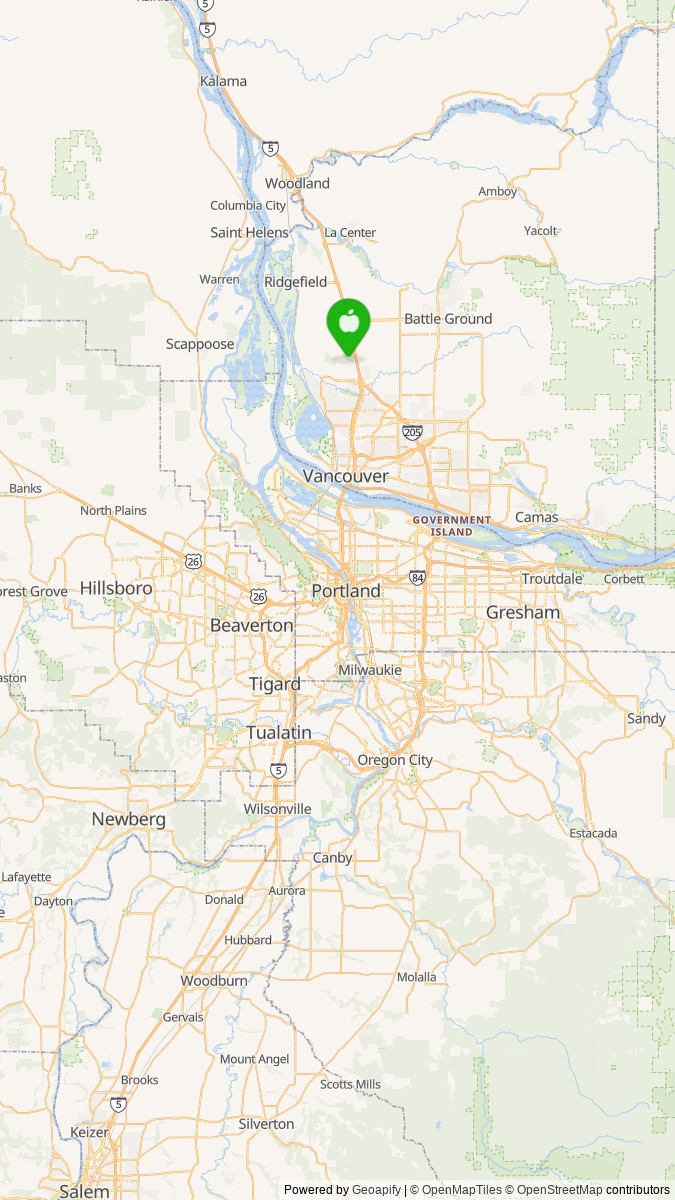 5
5
Kalama
5
Woodland
Amboy
Columbia City
Saint Helens
La Center
Yacolt
Warren
Ridgefield
Battle Ground
Scappoose
205
Vancouver
Banks
North Plains
GOVERNMENT
ISLAND
Camas
26
26
84
Hillsboro
Portland
Troutdale
Corbett
Gresham
Beaverton
Milwaukie
Tigard
Sandy
Tualatin
Oregon City
5
Wilsonville
Newberg
Estacada
Canby
Lafayette
Aurora
Dayton
Donald
Hubbard
Molalla
Woodburn
Gervais
Mount Angel
Brooks
Scotts Mills
5
Silverton
Keizer
Salem
Powered by Geoapify | © OpenMapTiles © OpenStreetMap contributors